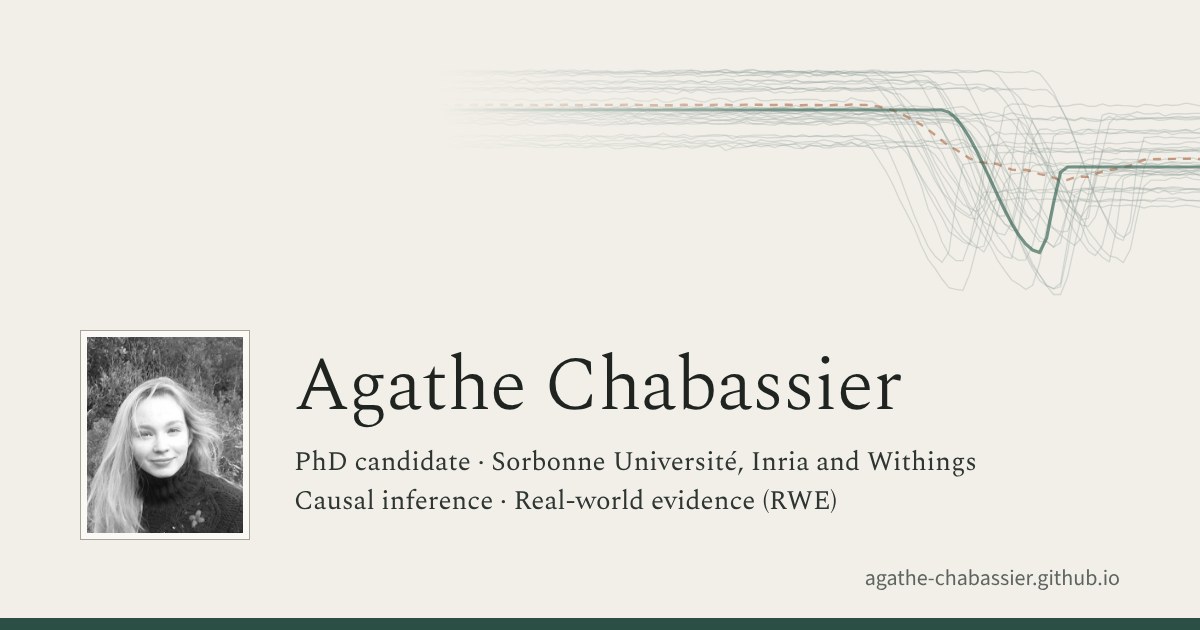 Agathe Chabassier
PhD candidate · Sorbonne Université, Inria and Withings
Causal inference · Real-world evidence (RWE)
agathe-chabassier.github.io